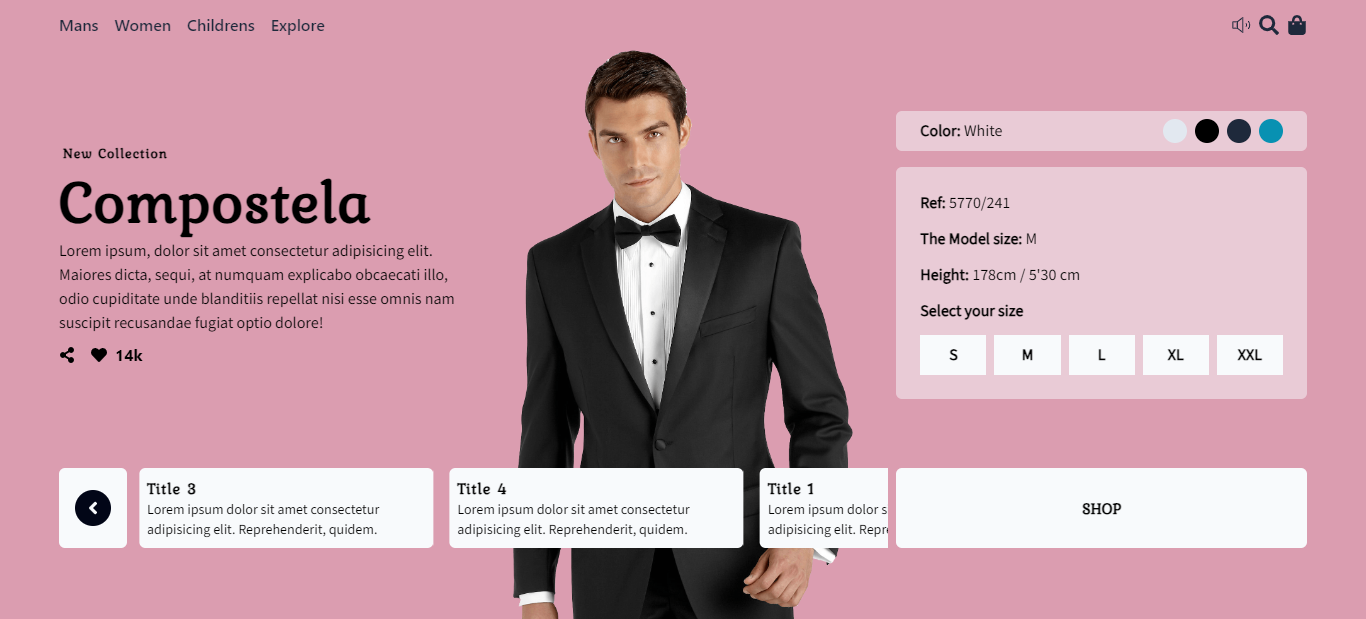 Mans Women Childrens Explore
New Collection
Compostela
Lorem ipsum, dolor sit amet consectetur adipisicing elit.
Maiores dicta, sequi, at numquam explicabo obcaecati illo,
odio cupiditate unde blanditiis repellat nisi esse omnis nam
suscipit recusandae fugiat optio dolore!
14k
Color: White
Ref: 5770/241
The Model size: M
Height: 178cm / 5'30 cm
Select your size
S M L XL XXL
Title 3
Lorem ipsum dolor sit amet consectetur
adipisicing elit. Reprehenderit, quidem.
Title 4
Lorem ipsum dolor sit amet consectetur
adipisicing elit. Reprehenderit, quidem.
Title 1
Lorem ipsum dolor s
adipisicing elit. Repr
SHOP